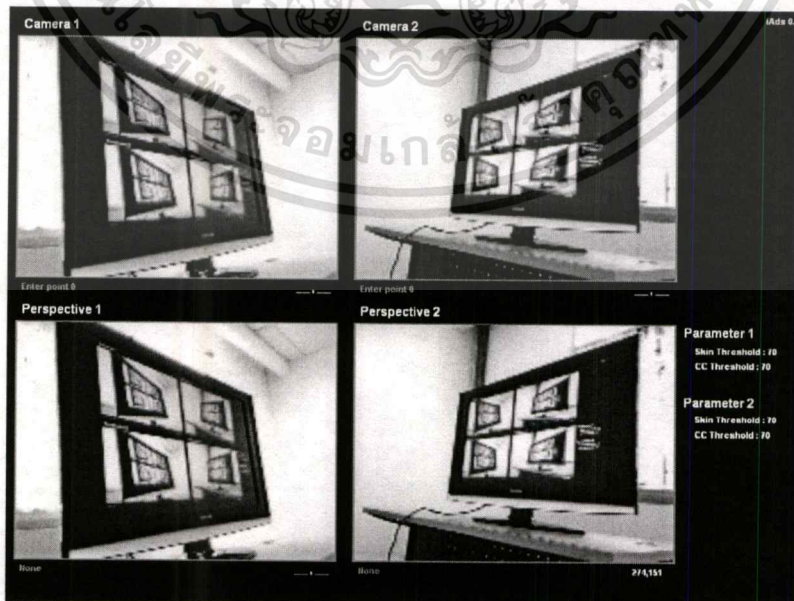 Camera 1
Camera 2
Enter point 0
Enter point 0
Perspective 1
Perspective 2
Parameter 1
Skin Threshold : 70
CC Threshold : 70
Parameter 2
Skin Threshold : 70
CC Threshold : 70
None
None
274,151